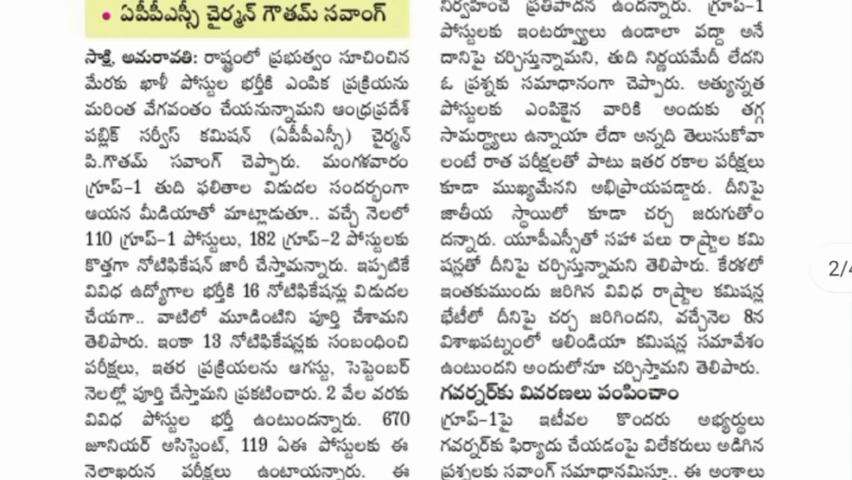 • ఏపీపీఎస్సీ చైర్మన్ గౌతమ్ సవాంగ్
సాక్షి, అమరావతి: రాష్ట్రంలో ప్రభుత్వం సూచించిన
మేరకు ఖాళీ పోస్టుల భర్తీకి ఎంపిక ప్రక్రియను
మరింత వేగవంతం చేయనున్నామని ఆంధ్రప్రదేశ్
పబ్లిక్ సర్వీస్ కమిషన్ (ఏపీపీఎస్సీ) చైర్మన్
పి.గౌతమ్ సవాంగ్ చెప్పారు. మంగళవారం
గ్రూప్-1 తుది ఫలితాల విడుదల సందర్భంగా
ఆయన మీడియాతో మాట్లాడుతూ.. వచ్చే నెలలో
110 గ్రూప్-1 పోస్టులు, 182 గ్రూప్-2 పోస్టులకు
కొత్తగా నోటిఫికేషన్ జారీ చేస్తామన్నారు. ఇప్పటికే
వివిధ ఉద్యోగాల భర్తీకి 16 నోటిఫికేషన్లు విడుదల
చేయగా.. వాటిలో మూడింటిని పూర్తి చేశామని
తెలిపారు. ఇంకా 13 నోటిఫికేషన్లకు సంబంధించి
పరీక్షలు, ఇతర ప్రక్రియలను ఆగస్టు, సెప్టెంబర్
నెలల్లో పూర్తి చేస్తామని ప్రకటించారు. 2 వేల వరకు
వివిధ పోస్టుల భర్తీ ఉంటుందన్నారు. 670
జూనియర్ అసిస్టెంట్, 119 ఏఈ పోస్టులకు ఈ
నెలాఖరున పరీక్షలు ఉంటాయన్నారు. ఈ
నిర్వహించే ప్రతిపాదన ఉందన్నారు. గ్రూప్-1
పోస్టులకు ఇంటర్వ్యూలు ఉండాలా వద్దా అనే
దానిపై చర్చిస్తున్నామని, తుది నిర్ణయమేదీ లేదని
ఓ ప్రశ్నకు సమాధానంగా చెప్పారు. అత్యున్నత
పోస్టులకు ఎంపికైన వారికి అందుకు తగ్గ
సామర్థ్యాలు ఉన్నాయా లేదా అన్నది తెలుసుకోవా
లంటే రాత పరీక్షలతో పాటు ఇతర రకాల పరీక్షలు
కూడా ముఖ్యమేనని అభిప్రాయపడ్డారు. దీనిపై
జాతీయ స్థాయిలో కూడా చర్చ జరుగుతోం
దన్నారు. యూపీఎస్సీతో సహా పలు రాష్ట్రాల కమి
షన్లతో దీనిపై చర్చిస్తున్నామని తెలిపారు. కేరళలో
ఇంతకుముందు జరిగిన వివిధ రాష్ట్రాల కమిషన్ల
భేటీలో దీనిపై చర్చ జరిగిందని, వచ్చేనెల 8న
విశాఖపట్నంలో ఆలిండియా కమిషన్ల సమావేశం
ఉంటుందని అందులోనూ చర్చిస్తామని తెలిపారు.
గవర్నర్‌కు వివరణలు పంపించాం
గ్రూప్-1పై ఇటీవల కొందరు అభ్యర్థులు
గవర్నర్‌కు ఫిర్యాదు చేయడంపై విలేకరులు అడిగిన
ప్రశ్నలకు సవాంగ్ సమాధానమిస్తూ.. ఈ అంశాలు
2/4